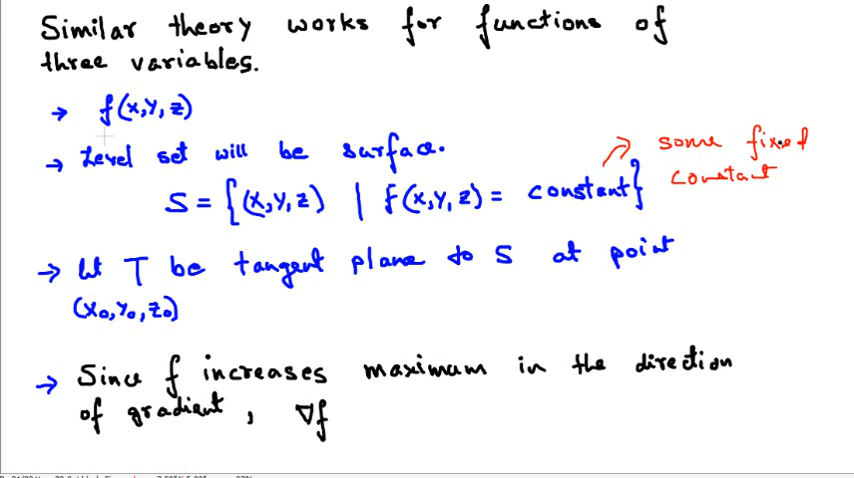 Similar theory works for functions of
three variables.
→ f(x,y,z)
→ Level set will be surface.
S = {(x,y,z) | f(x,y,z) = constant}
some fixed
constant
→ let T be tangent plane to S at point
(x₀,y₀,z₀)
→ Since f increases maximum in the direction
of gradient, ∇f